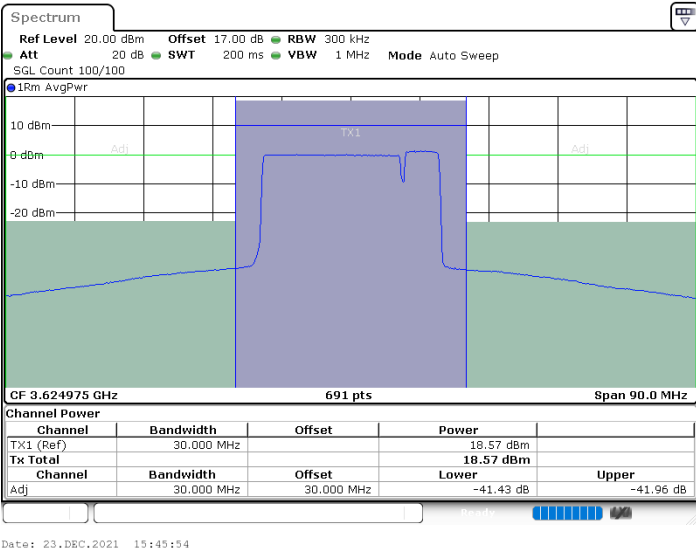 Spectrum
Ref Level 20.00 dBm Offset 17.00 dB RBW 300 kHz
Att 20 dB SWT 200 ms VBW 1 MHz Mode Auto Sweep
SGL Count 100/100
1Rm AvgPwr
10 dBm
TX1
Adj Adj
0 dBm
-10 dBm
-20 dBm
CF 3.624975 GHz 691 pts Span 90.0 MHz
Channel Power
Channel Bandwidth Offset Power
TX1 (Ref) 30.000 MHz 18.57 dBm
Tx Total 18.57 dBm
Channel Bandwidth Offset Lower Upper
Adj 30.000 MHz 30.000 MHz -41.43 dB -41.96 dB
Ready
Date: 23.DEC.2021 15:45:54